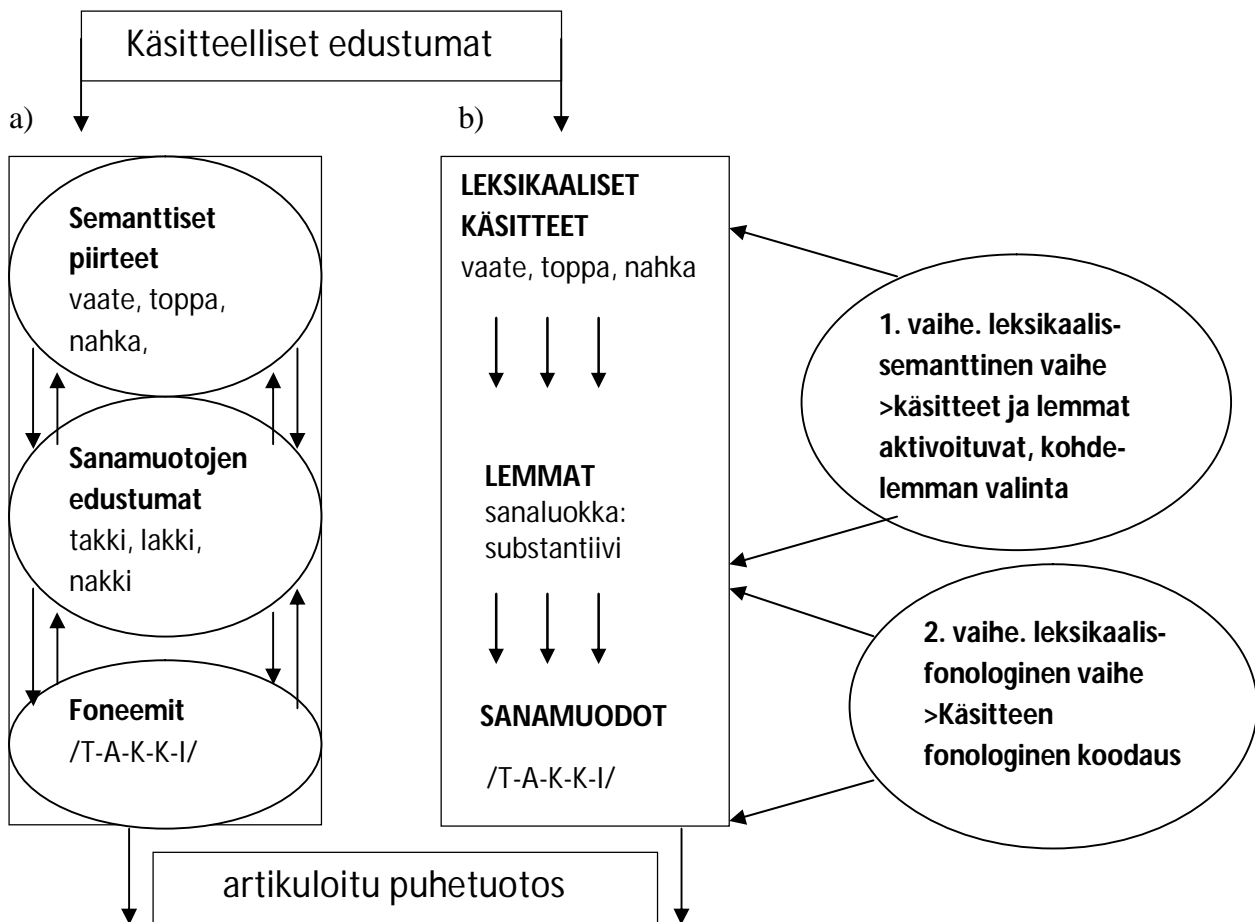 Käsitteelliset edustumat
a)
b)
Semanttiset
piirteet
vaate, toppa,
nahka,
Sanamuotojen
edustumat
takki, lakki,
nakki
Foneemit
/T-A-K-K-I/
LEKSIKAALISET
KÄSITTEET
vaate, toppa, nahka
LEMMAT
sanaluokka:
substantiivi
SANAMUODOT
/T-A-K-K-I/
1. vaihe. leksikaalis-
semanttinen vaihe
>käsitteet ja lemmat
aktivoituvat, kohde-
lemman valinta
2. vaihe. leksikaalis-
fonologinen vaihe
>Käsitteen
fonologinen koodaus
artikuloitu puhetuotos